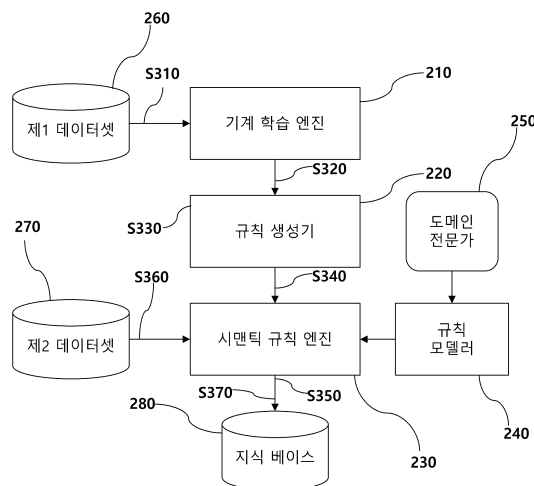 260
S310
210
제1 데이터셋
기계 학습 엔진
250
S320
220
270
S330
규칙 생성기
도메인
전문가
S360
S340
제2 데이터셋
시맨틱 규칙 엔진
규칙
모델러
280
S370
S350
230
240
지식 베이스